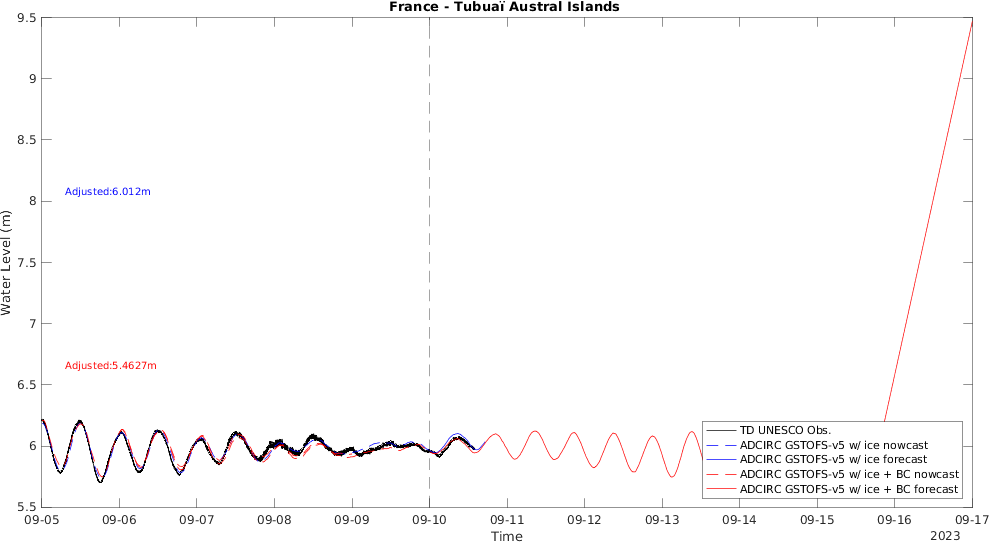 France - Tubuaï Austral Islands
9.5
9
8.5
8
7.5
7
6.5
6
5.5
Water Level (m)
Adjusted:6.012m
Adjusted:5.4627m
TD UNESCO Obs.
ADCIRC GSTOFS-v5 w/ ice nowcast
ADCIRC GSTOFS-v5 w/ ice forecast
ADCIRC GSTOFS-v5 w/ ice + BC nowcast
ADCIRC GSTOFS-v5 w/ ice + BC forecast
09-05 09-06 09-07 09-08 09-09 09-10 09-11 09-12 09-13 09-14 09-15 09-16 09-17
Time
2023